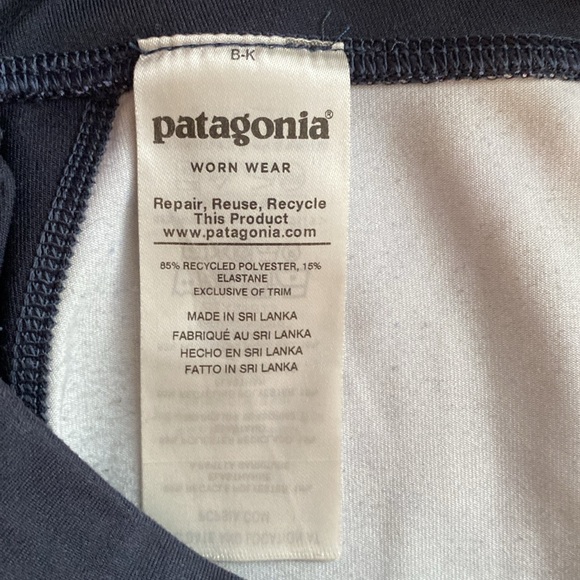 B-K
patagonia®
WORN WEAR
Repair, Reuse, Recycle
This Product
www.patagonia.com
85% RECYCLED POLYESTER, 15%
ELASTANE
EXCLUSIVE OF TRIM
MADE IN SRI LANKA
FABRIQUÉ AU SRI LANKA
HECHO EN SRI LANKA
FATTO IN SRI LANKA